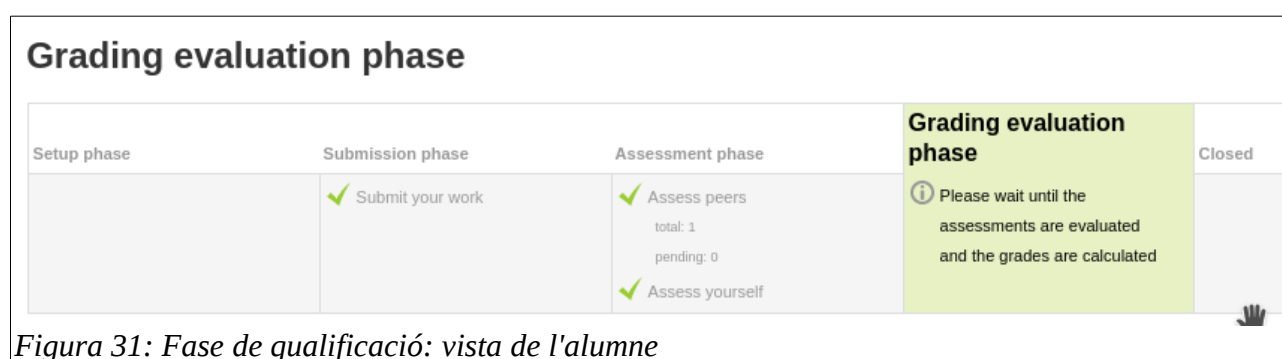 Grading evaluation phase
Setup phase
Submission phase
Submit your work
Assessment phase
Assess peers
total: 1
pending: 0
Assess yourself
Grading evaluation
phase
Please wait until the
assessments are evaluated
and the grades are calculated
Closed
Figura 31: Fase de qualificació: vista de l'alumne